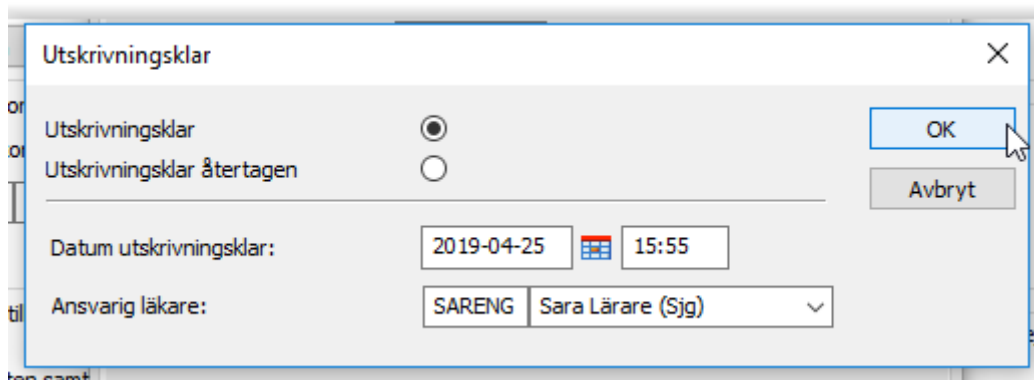 Utskrivningsklar
Utskrivningsklar
OK
Utskrivningsklar återtagen
Avbryt
Datum utskrivningsklar: 2019-04-25 15:55
Ansvarig läkare: SARENG Sara Lärare (Sjg)